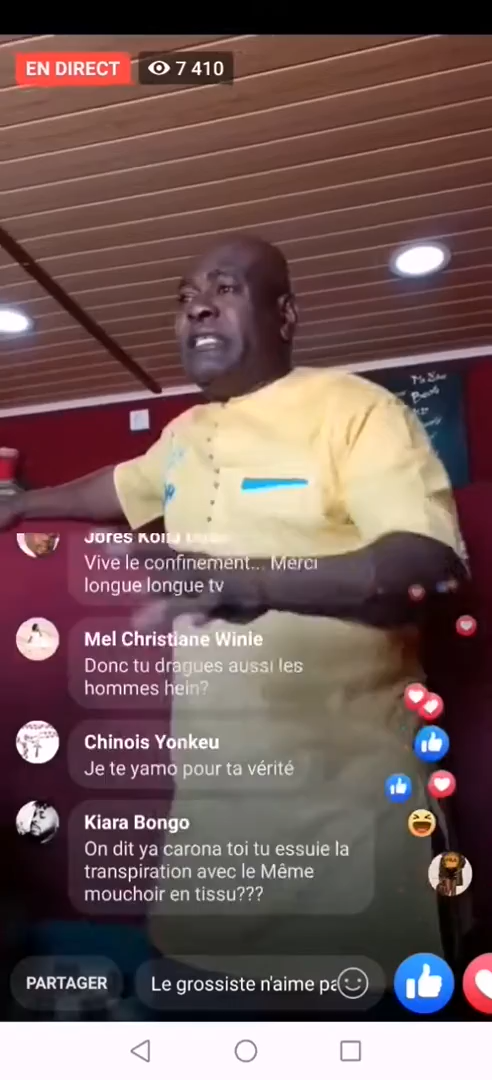 EN DIRECT
7 410
Vive le confinement... Merci
longue longue tv
Mel Christiane Winie
Donc tu dragues aussi les
hommes hein?
Chinois Yonkeu
Je te yamo pour ta vérité
Kiara Bongo
On dit ya carona toi tu essuie la
transpiration avec le Même
mouchoir en tissu???
PARTAGER
Le grossiste n'aime pa